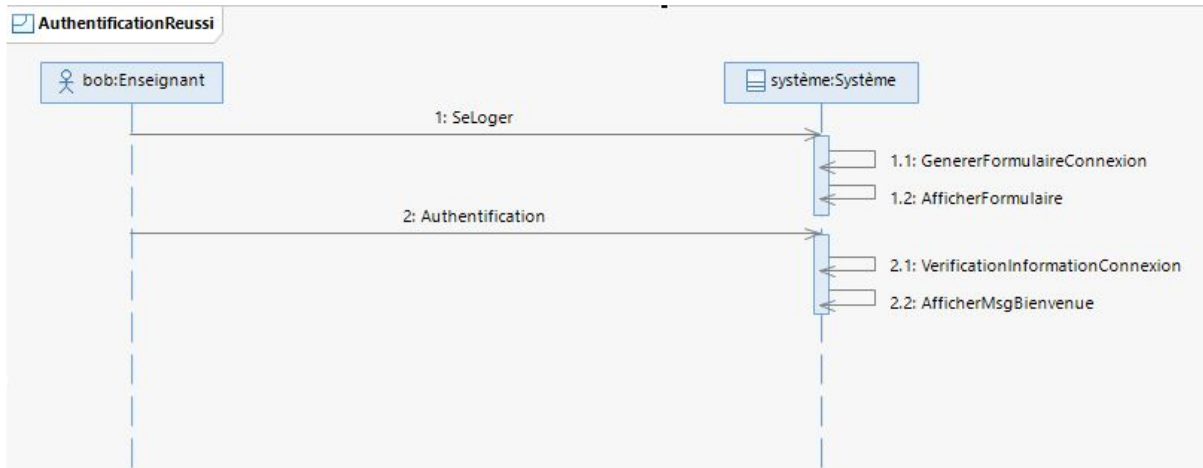 AuthentificationReussi
bob:Enseignant
système:Système
1: SeLoger
1.1: GenererFormulaireConnexion
1.2: AfficherFormulaire
2: Authentification
2.1: VerificationInformationConnexion
2.2: AfficherMsgBienvenue